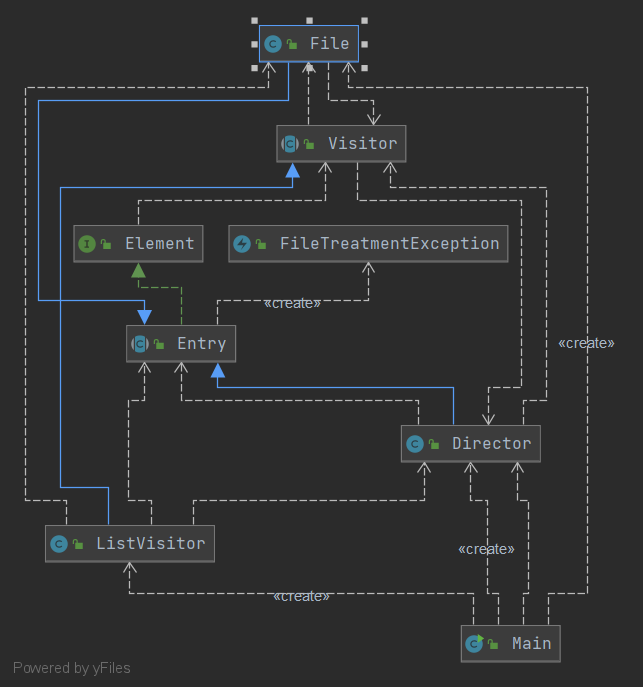 File
Visitor
Element
FileTreatmentException
«create»
Entry
«create»
Director
ListVisitor
«create»
«create»
Main
Powered by yFiles